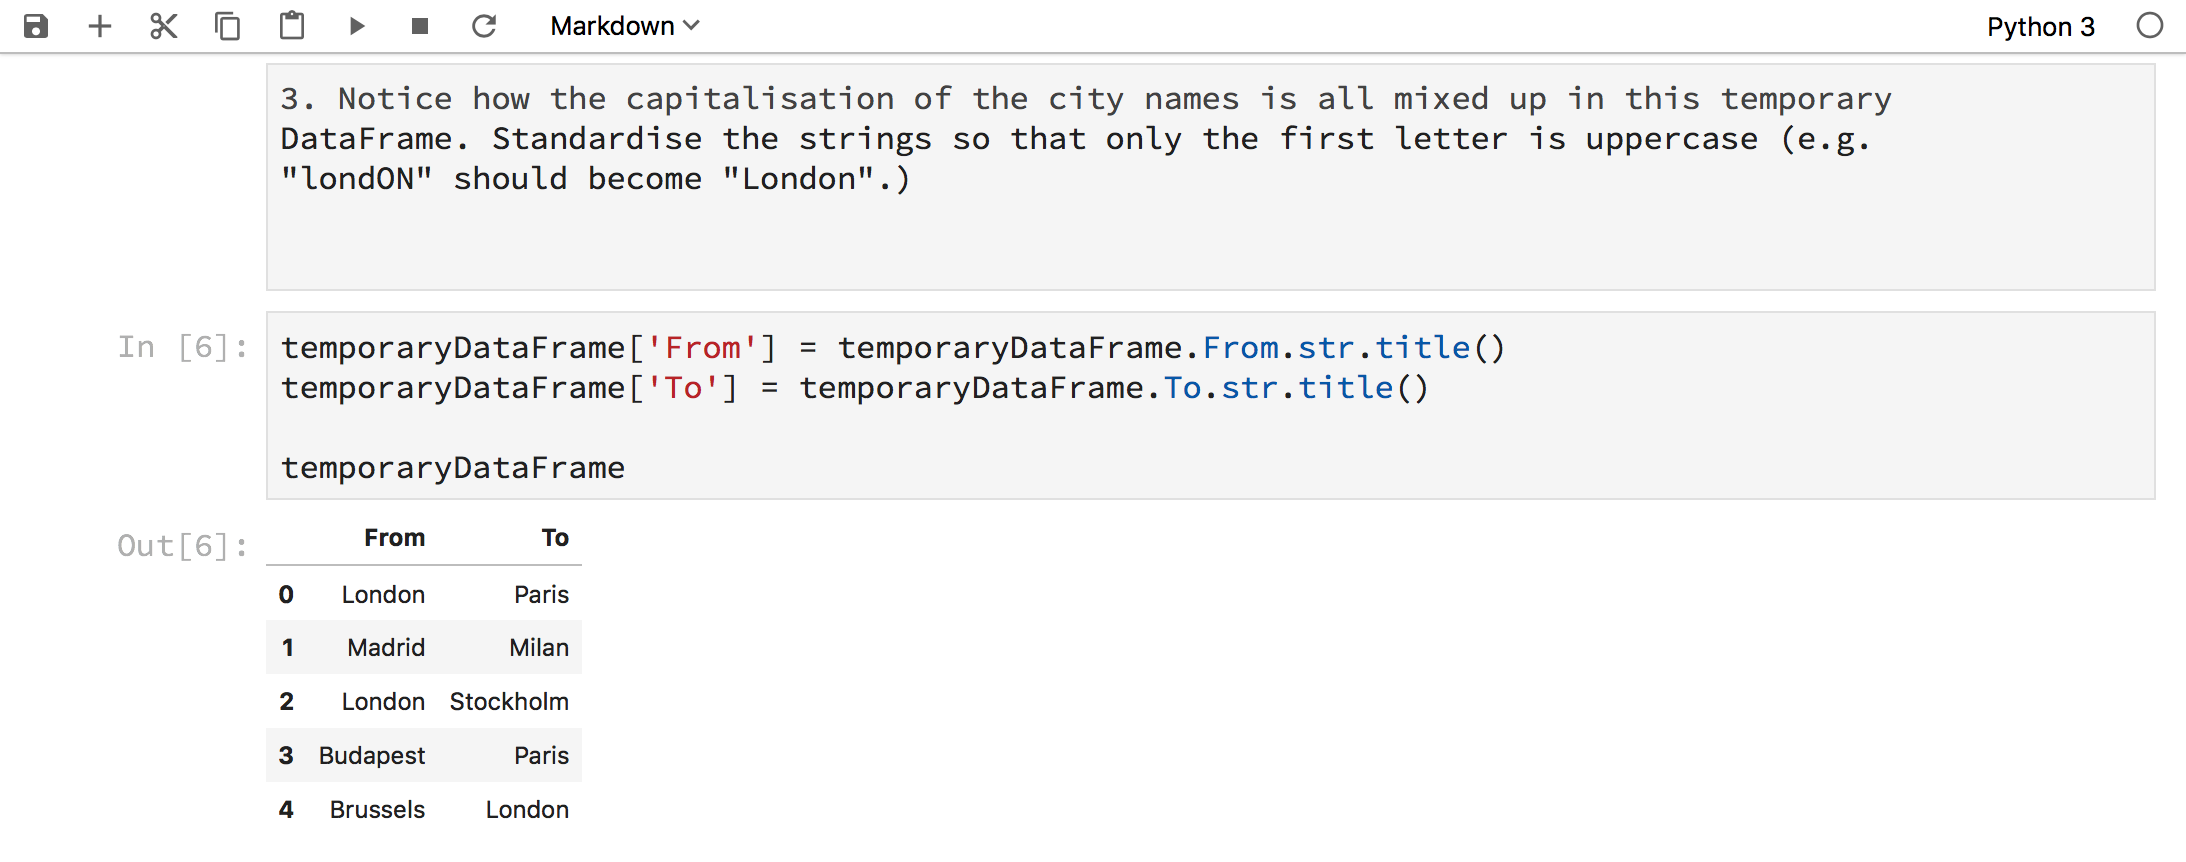 Markdown
Python 3
3. Notice how the capitalisation of the city names is all mixed up in this temporary
DataFrame. Standardise the strings so that only the first letter is uppercase (e.g.
"londON" should become "London".)
In [6]:
temporaryDataFrame['From'] = temporaryDataFrame.From.str.title()
temporaryDataFrame['To'] = temporaryDataFrame.To.str.title()
temporaryDataFrame
Out[6]:
From To
0 London Paris
1 Madrid Milan
2 London Stockholm
3 Budapest Paris
4 Brussels London